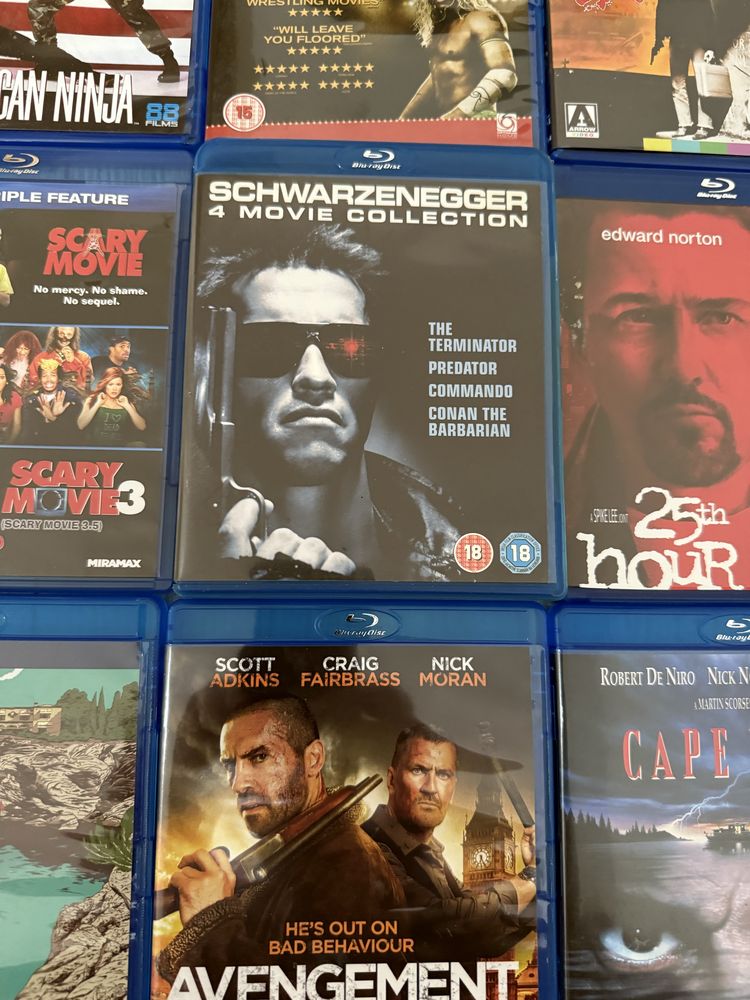 CAN NINJA
88
FILMS
WRESTLING MOVIES
"WILL LEAVE
YOU FLOORED"
15
ARROW
VIDEO
Blu-ray Disc
IPLE FEATURE
SCARY
MOVIE
No mercy. No shame.
No sequel.
SCARY
MOVIE 3
(SCARY MOVIE 3.5)
MIRAMAX
Blu-ray Disc
SCHWARZENEGGER
4 MOVIE COLLECTION
THE
TERMINATOR
PREDATOR
COMMANDO
CONAN THE
BARBARIAN
18
18
Blu-ray Disc
edward norton
A SPIKE LEE JOINT
25th
hour
Blu-ray Disc
SCOTT
ADKINS
CRAIG
FAIRBRASS
NICK
MORAN
HE'S OUT ON
BAD BEHAVIOUR
AVENGEMENT
Blu-ray D
ROBERT DE NIRO NICK N
A MARTIN SCORSE
CAPE